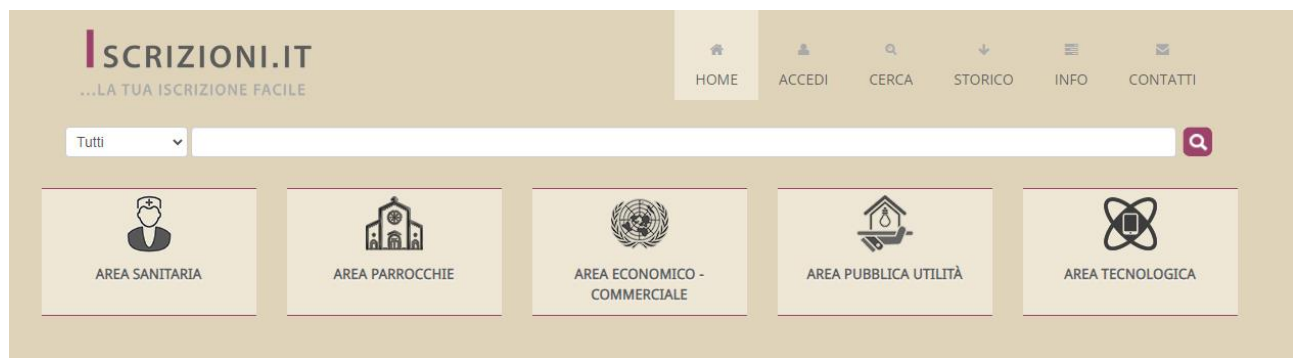 ISCRIZIONI.IT
...LA TUA ISCRIZIONE FACILE
HOME ACCEDI CERCA STORICO INFO CONTATTI
Tutti
AREA SANITARIA
AREA PARROCCHIE
AREA ECONOMICO -
COMMERCIALE
AREA PUBBLICA UTILITÀ
AREA TECNOLOGICA